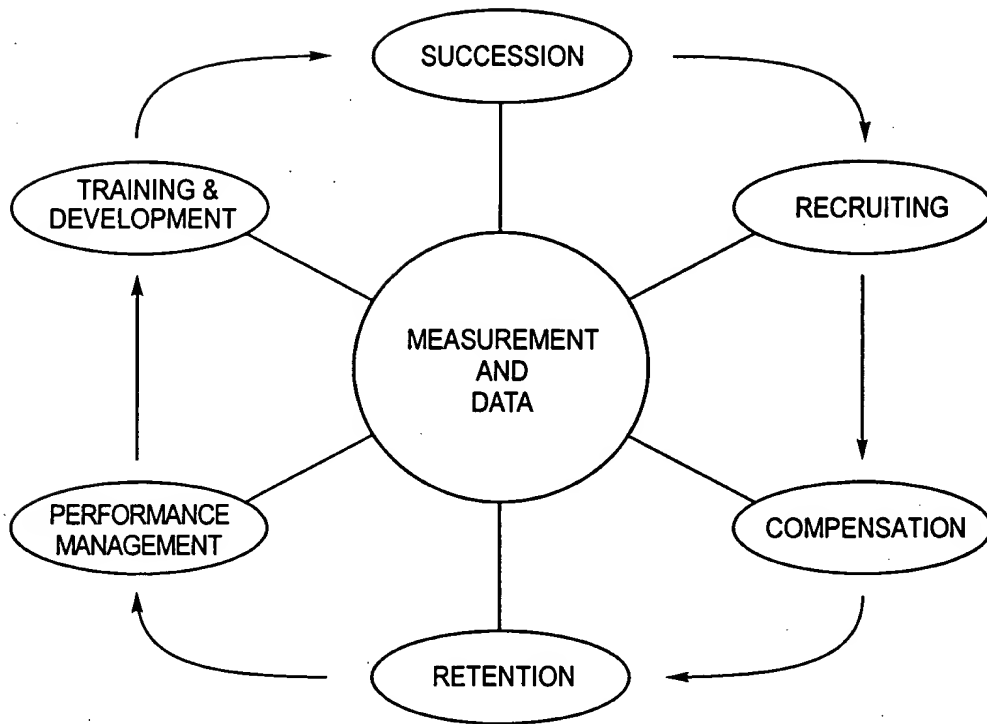 SUCCESSION
TRAINING &
DEVELOPMENT
RECRUITING
MEASUREMENT
AND
DATA
PERFORMANCE
MANAGEMENT
COMPENSATION
RETENTION